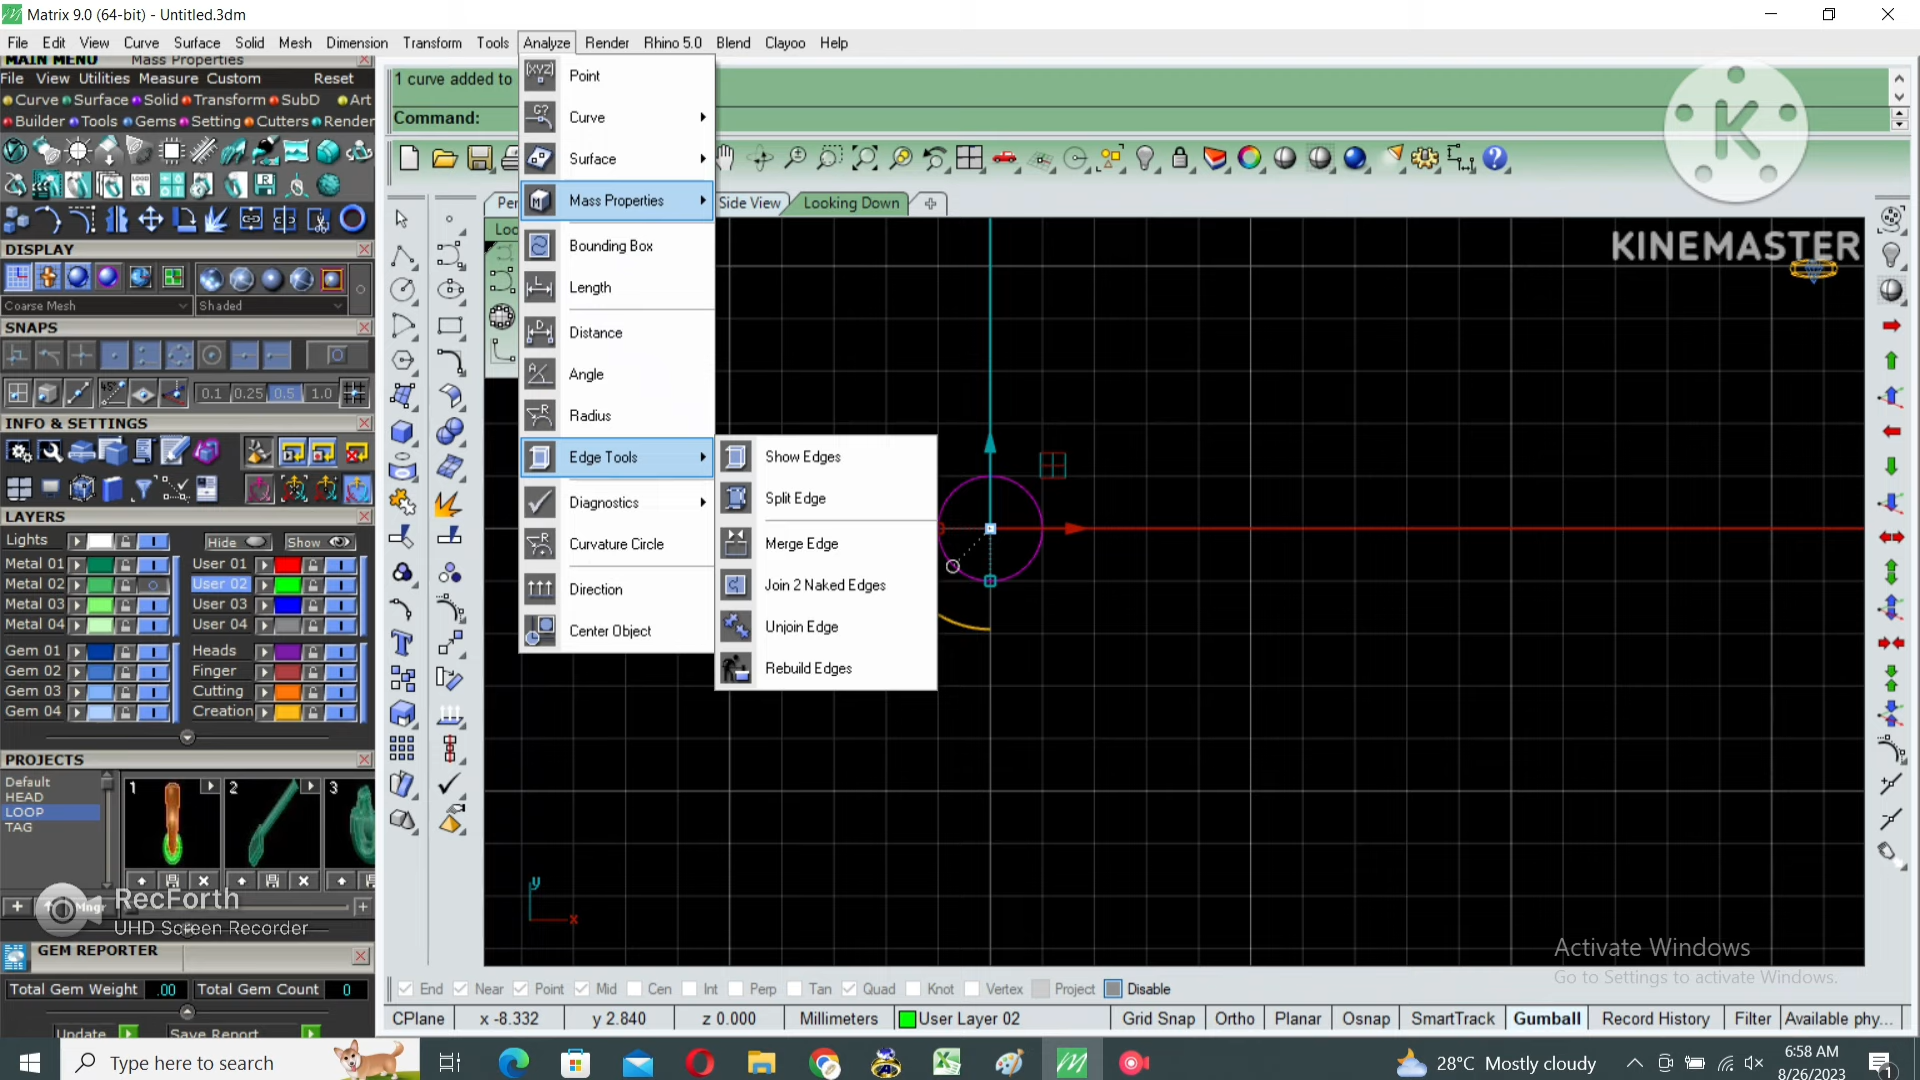 Matrix 9.0 (64-bit) - Untitled.3dm
File Edit View Curve Surface Solid Mesh Dimension Transform Tools Analyze Render Rhino 5.0 Blend Clayoo Help
MAIN MENU Mass Properties
File View Utilities Measure Custom Reset
Curve Surface Solid Transform SubD Art
Builder Tools Gems Setting Cutters Render
1 curve added to
Command:
Side View Looking Down
KINEMASTER
Point
Curve
Surface
Mass Properties
Bounding Box
Length
Distance
Angle
Radius
Edge Tools
Diagnostics
Curvature Circle
Direction
Center Object
Show Edges
Split Edge
Merge Edge
Join 2 Naked Edges
Unjoin Edge
Rebuild Edges
DISPLAY
Coarse Mesh Shaded
SNAPS
0.1 0.25 0.5 1.0
INFO & SETTINGS
LAYERS
Lights Hide Show
Metal 01 User 01
Metal 02 User 02
Metal 03 User 03
Metal 04 User 04
Gem 01 Heads
Gem 02 Finger
Gem 03 Cutting
Gem 04 Creation
PROJECTS
Default
HEAD
LOOP
TAG
1 2 3
Mngr
RecForth
UHD Screen Recorder
GEM REPORTER
Total Gem Weight .00 Total Gem Count 0
Update Save Report
y
x
Activate Windows
Go to Settings to activate Windows.
End Near Point Mid Cen Int Perp Tan Quad Knot Vertex Project Disable
CPlane x -8.332 y 2.840 z 0.000 Millimeters User Layer 02 Grid Snap Ortho Planar Osnap SmartTrack Gumball Record History Filter Available phy...
Type here to search
28°C Mostly cloudy
6:58 AM
8/26/2023
1